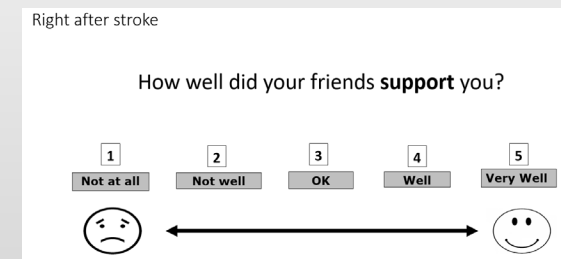 Right after stroke
How well did your friends support you?
1 2 3 4 5
Not at all Not well OK Well Very Well